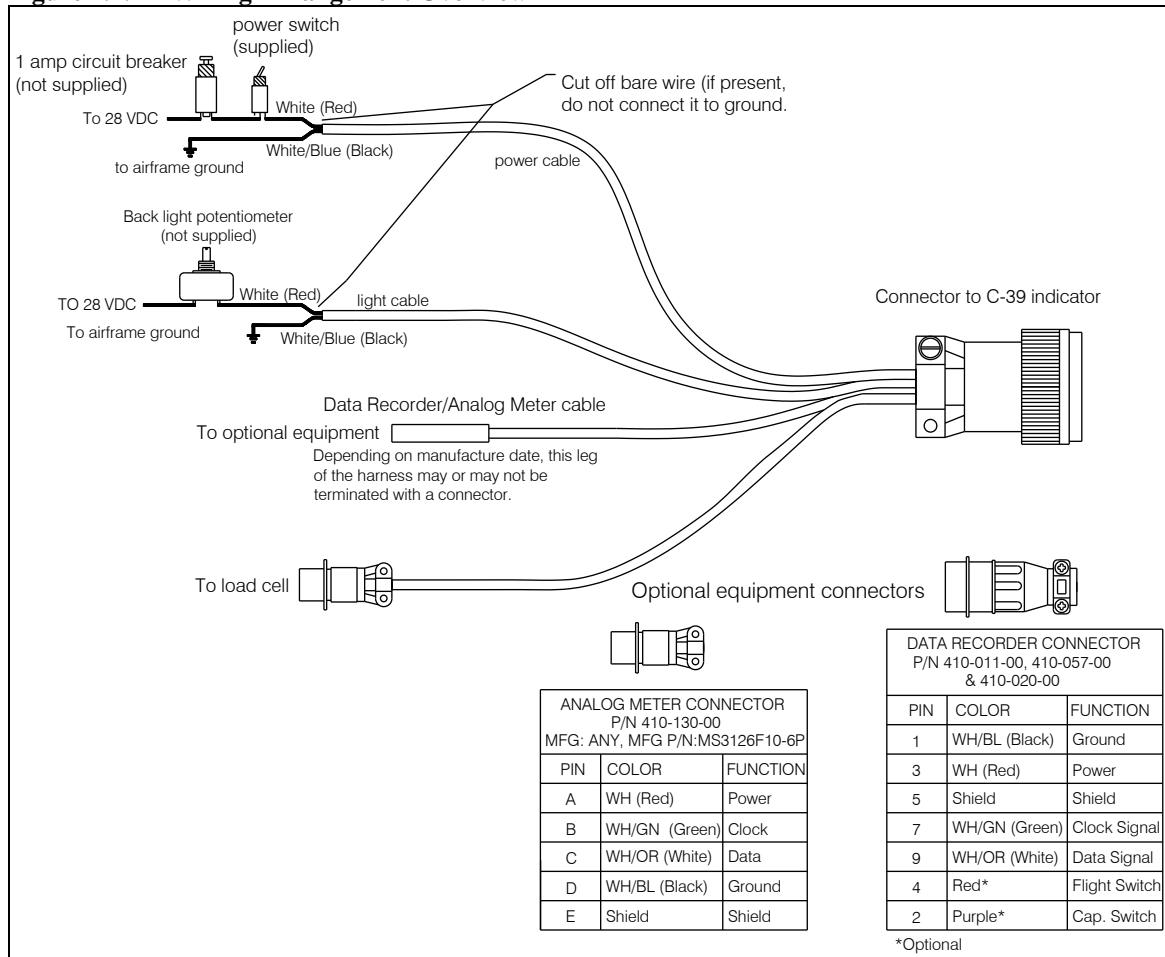 power switch
(supplied)
1 amp circuit breaker
(not supplied)
Cut off bare wire (if present,
do not connect it to ground.
White (Red)
To 28 VDC
White/Blue (Black)
to airframe ground
power cable
Back light potentiometer
(not supplied)
White (Red)
light cable
TO 28 VDC
To airframe ground
White/Blue (Black)
Connector to C-39 indicator
Data Recorder/Analog Meter cable
To optional equipment
Depending on manufacture date, this leg
of the harness may or may not be
terminated with a connector.
To load cell
Optional equipment connectors
ANALOG METER CONNECTOR
P/N 410-130-00
MFG: ANY, MFG P/N:MS3126F10-6P
PIN COLOR FUNCTION
A WH (Red) Power
B WH/GN (Green) Clock
C WH/OR (White) Data
D WH/BL (Black) Ground
E Shield Shield
DATA RECORDER CONNECTOR
P/N 410-011-00, 410-057-00
& 410-020-00
PIN COLOR FUNCTION
1 WH/BL (Black) Ground
3 WH (Red) Power
5 Shield Shield
7 WH/GN (Green) Clock Signal
9 WH/OR (White) Data Signal
4 Red* Flight Switch
2 Purple* Cap. Switch
*Optional